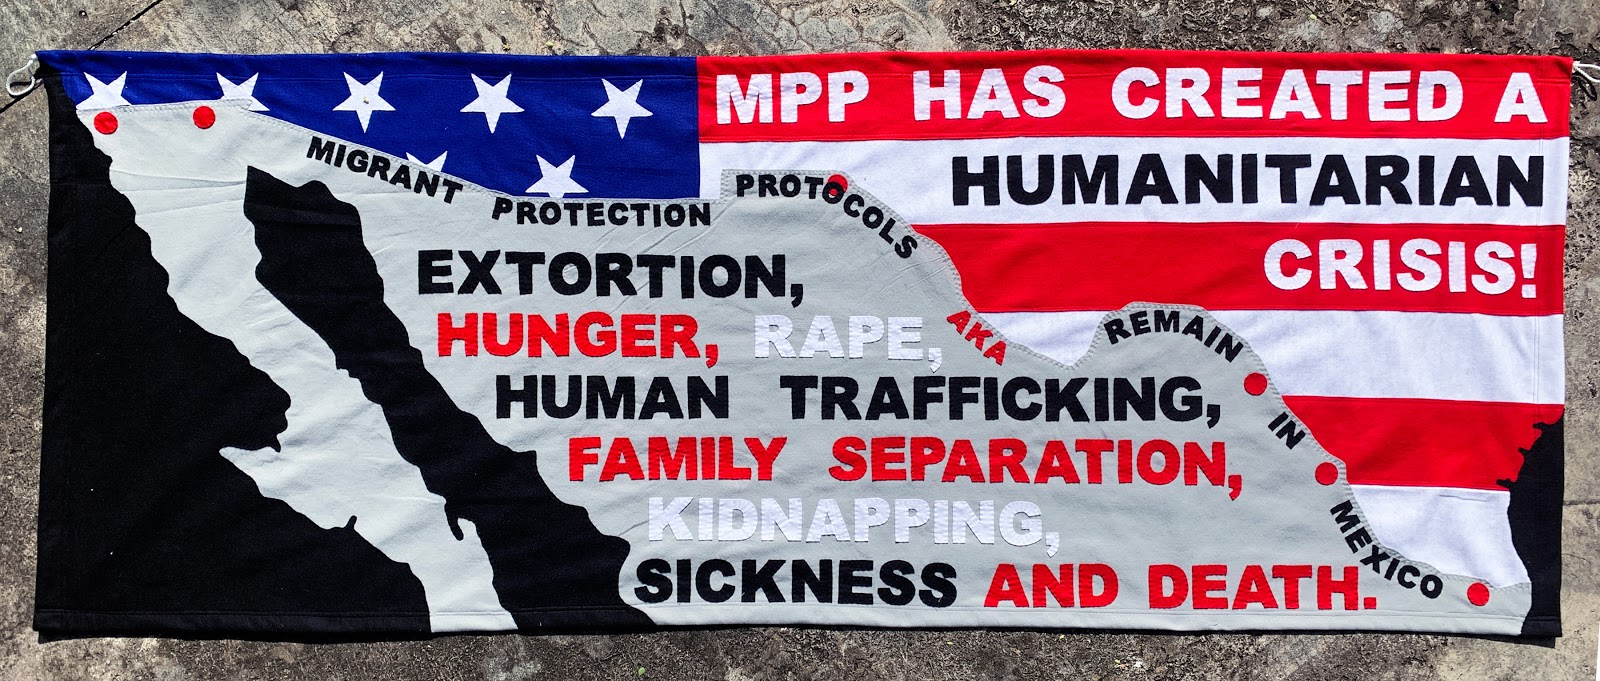 MPP HAS CREATED A
HUMANITARIAN
CRISIS!
MIGRANT PROTECTION PROTOCOLS AKA REMAIN IN MEXICO
EXTORTION,
HUNGER, RAPE,
HUMAN TRAFFICKING,
FAMILY SEPARATION,
KIDNAPPING,
SICKNESS AND DEATH.